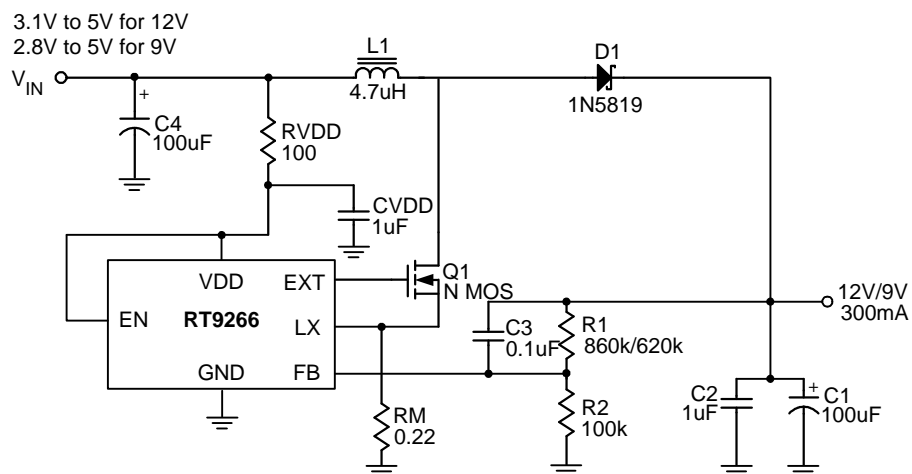 3.1V to 5V for 12V
2.8V to 5V for 9V
VIN
L1
4.7uH
D1
1N5819
+
C4
100uF
RVDD
100
CVDD
1uF
VDD
EXT
Q1
N MOS
EN
RT9266
LX
GND
FB
C3
0.1uF
R1
860k/620k
12V/9V
300mA
RM
0.22
R2
100k
C2
1uF
+
C1
100uF